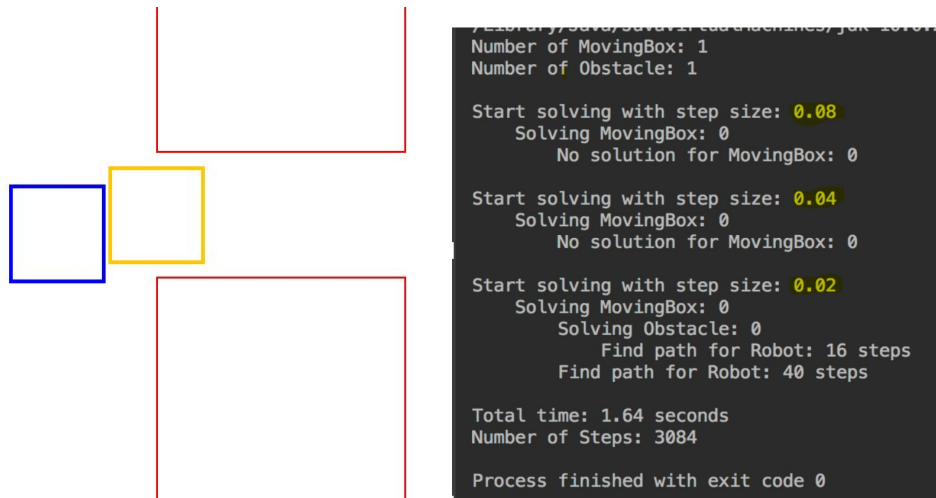 Number of MovingBox: 1
Number of Obstacle: 1
Start solving with step size: 0.08
Solving MovingBox: 0
No solution for MovingBox: 0
Start solving with step size: 0.04
Solving MovingBox: 0
No solution for MovingBox: 0
Start solving with step size: 0.02
Solving MovingBox: 0
Solving Obstacle: 0
Find path for Robot: 16 steps
Find path for Robot: 40 steps
Total time: 1.64 seconds
Number of Steps: 3084
Process finished with exit code 0